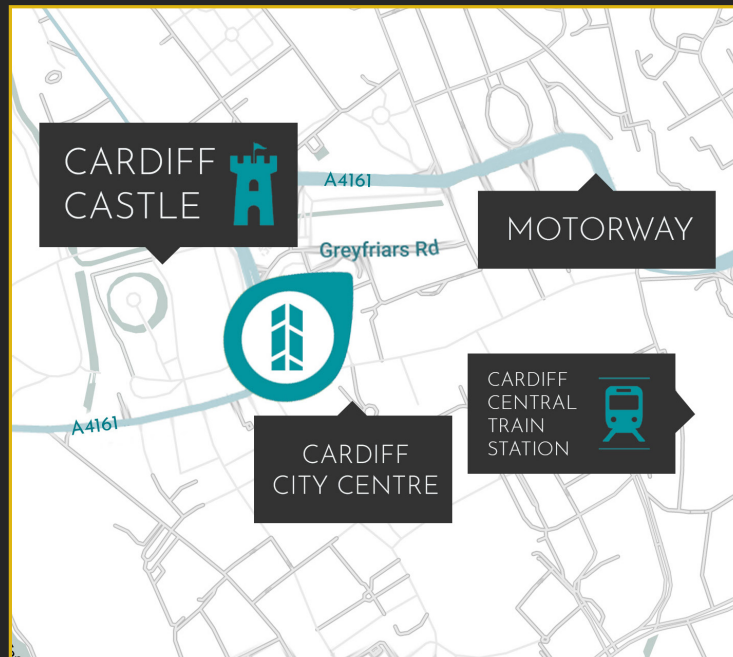 CARDIFF
CASTLE
A4161
MOTORWAY
Greyfriars Rd
CARDIFF
CENTRAL
TRAIN
STATION
A4161
CARDIFF
CITY CENTRE